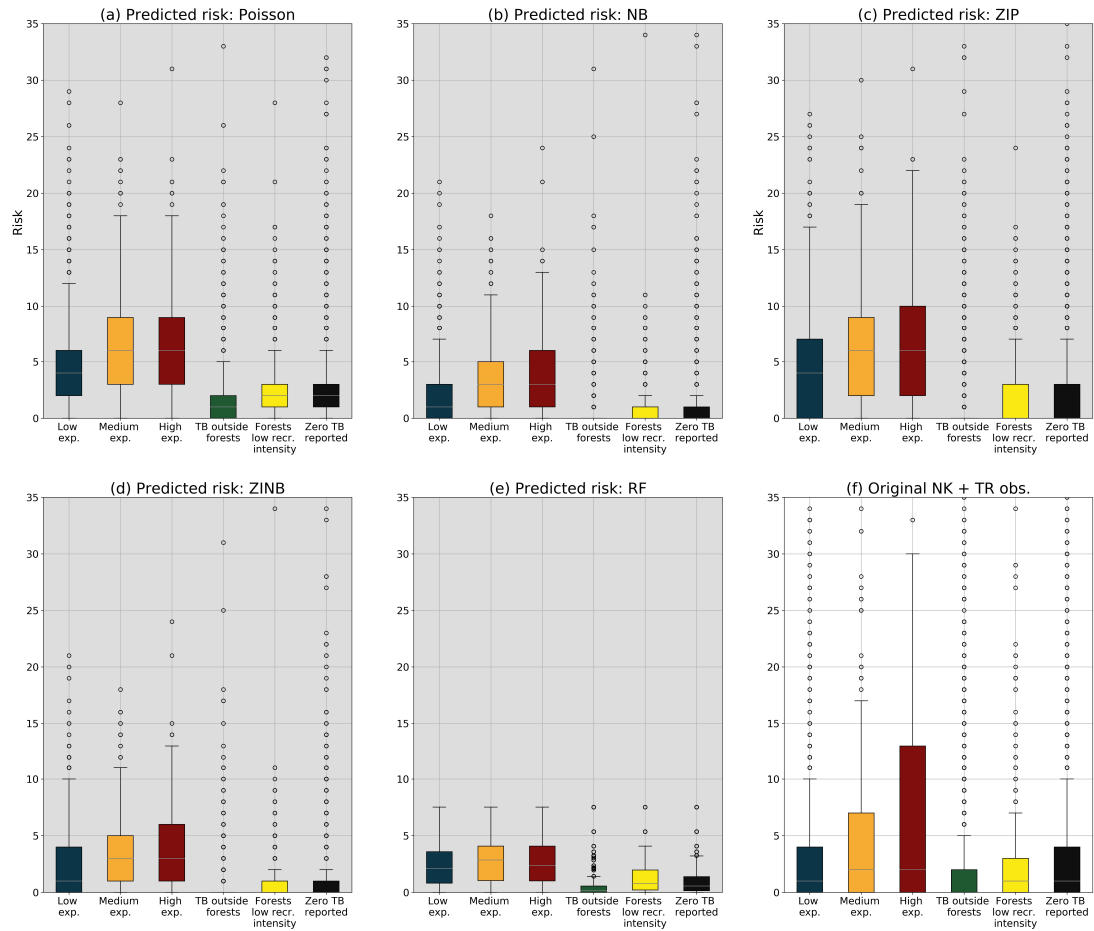 (a) Predicted risk: Poisson
(b) Predicted risk: NB
(c) Predicted risk: ZIP
35
30
25
20
15
10
5
0
Risk
Low exp.
Medium exp.
High exp.
TB outside forests
Forests low recr. intensity
Zero TB reported
35
30
25
20
15
10
5
0
Low exp.
Medium exp.
High exp.
TB outside forests
Forests low recr. intensity
Zero TB reported
35
30
25
20
15
10
5
0
Risk
Low exp.
Medium exp.
High exp.
TB outside forests
Forests low recr. intensity
Zero TB reported
(d) Predicted risk: ZINB
(e) Predicted risk: RF
(f) Original NK + TR obs.
35
30
25
20
15
10
5
0
Low exp.
Medium exp.
High exp.
TB outside forests
Forests low recr. intensity
Zero TB reported
35
30
25
20
15
10
5
0
Low exp.
Medium exp.
High exp.
TB outside forests
Forests low recr. intensity
Zero TB reported
35
30
25
20
15
10
5
0
Low exp.
Medium exp.
High exp.
TB outside forests
Forests low recr. intensity
Zero TB reported